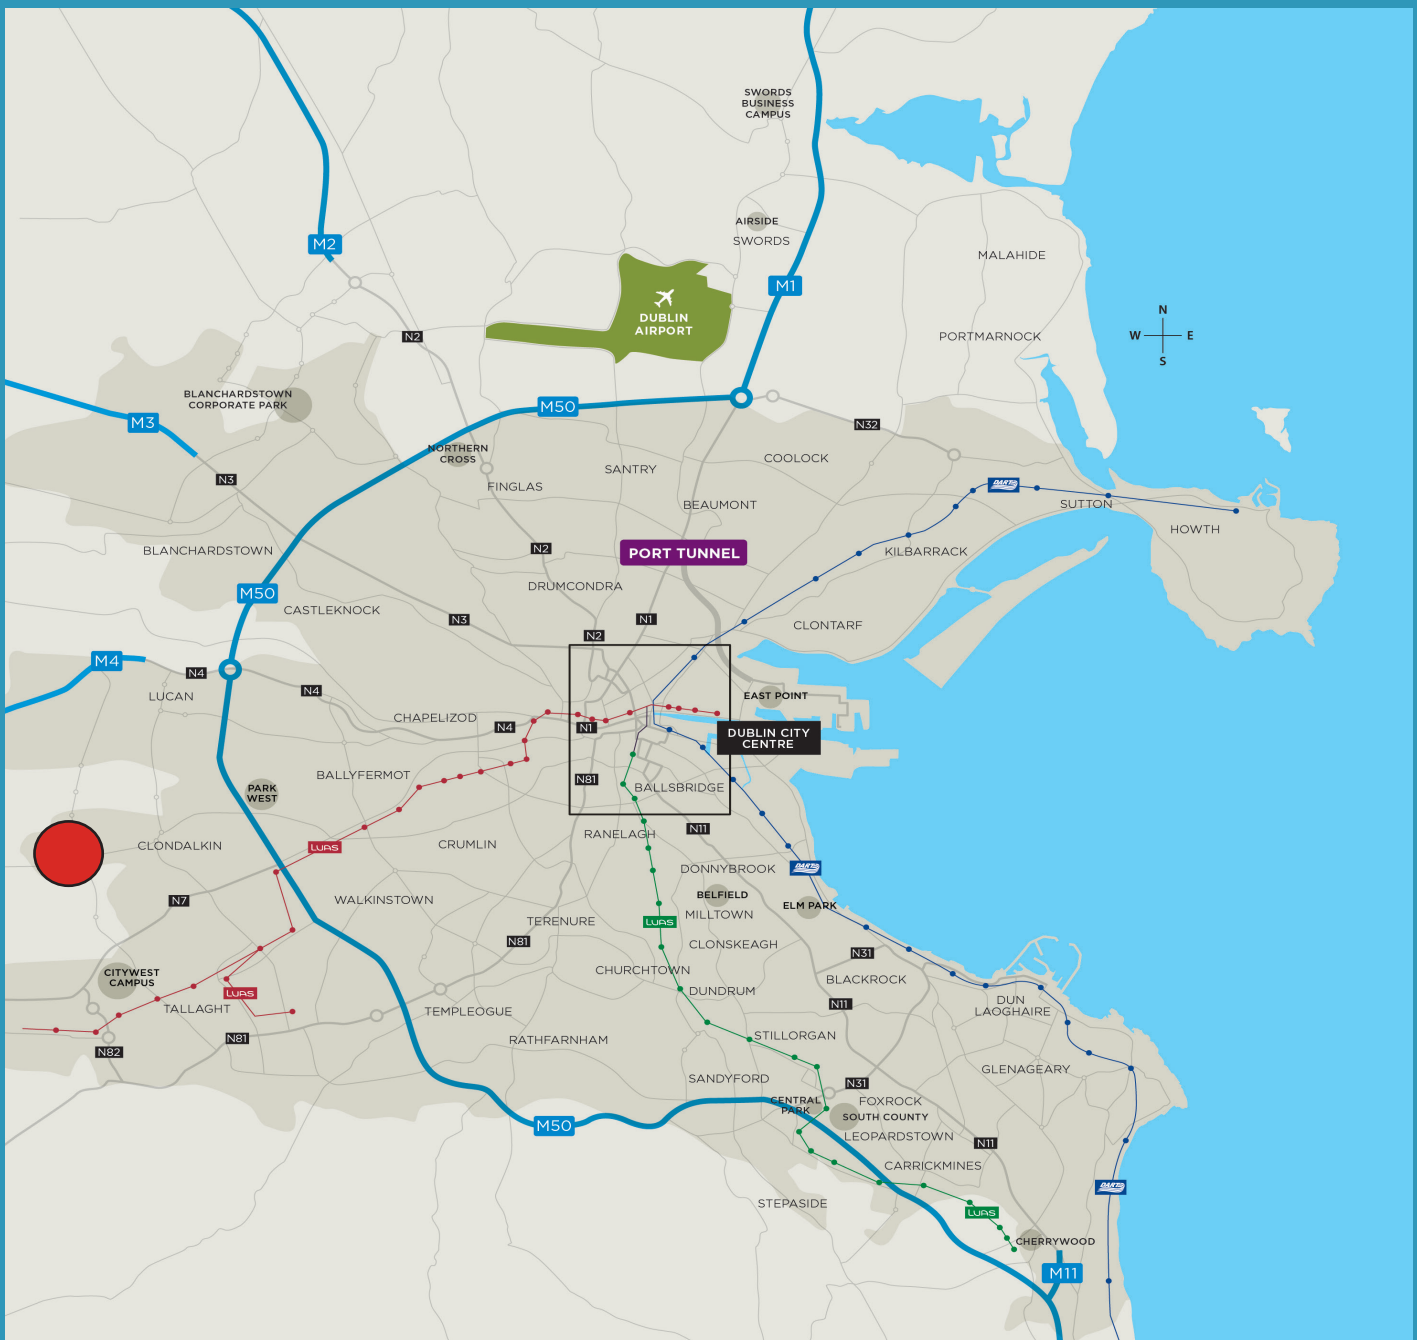 SWORDS
BUSINESS
CAMPUS
AIRSIDE
SWORDS
M2
MALAHIDE
M1
DUBLIN
AIRPORT
N
W E
S
N2
PORTMARNOCK
BLANCHARDSTOWN
CORPORATE PARK
M50
M3
N32
NORTHERN
CROSS
SANTRY
COOLOCK
N3
FINGLAS
DART
BEAUMONT
SUTTON
HOWTH
BLANCHARDSTOWN
N2
PORT TUNNEL
KILBARRACK
DRUMCONDRA
M50
CASTLEKNOCK
N3
N1
CLONTARF
N2
M4
N4
LUCAN
N4
EAST POINT
CHAPELIZOD
N4
N1
DUBLIN CITY
CENTRE
BALLYFERMOT
N81
PARK
WEST
BALLSBRIDGE
N11
RANELAGH
CLONDALKIN
LUAS
CRUMLIN
DONNYBROOK
DART
N7
WALKINSTOWN
BELFIELD
ELM PARK
MILLTOWN
TERENURE
LUAS
N81
CLONSKEAGH
N31
CITYWEST
CAMPUS
CHURCHTOWN
BLACKROCK
LUAS
DUNDRUM
DUN
LAOGHAIRE
TALLAGHT
TEMPLEOGUE
N11
N81
RATHFARNHAM
STILLORGAN
N82
GLENAGEARY
SANDYFORD
N31
CENTRAL
PARK
FOXROCK
SOUTH COUNTY
M50
LEOPARDSTOWN
N11
CARRICKMINES
DART
STEPASIDE
LUAS
CHERRYWOOD
M11